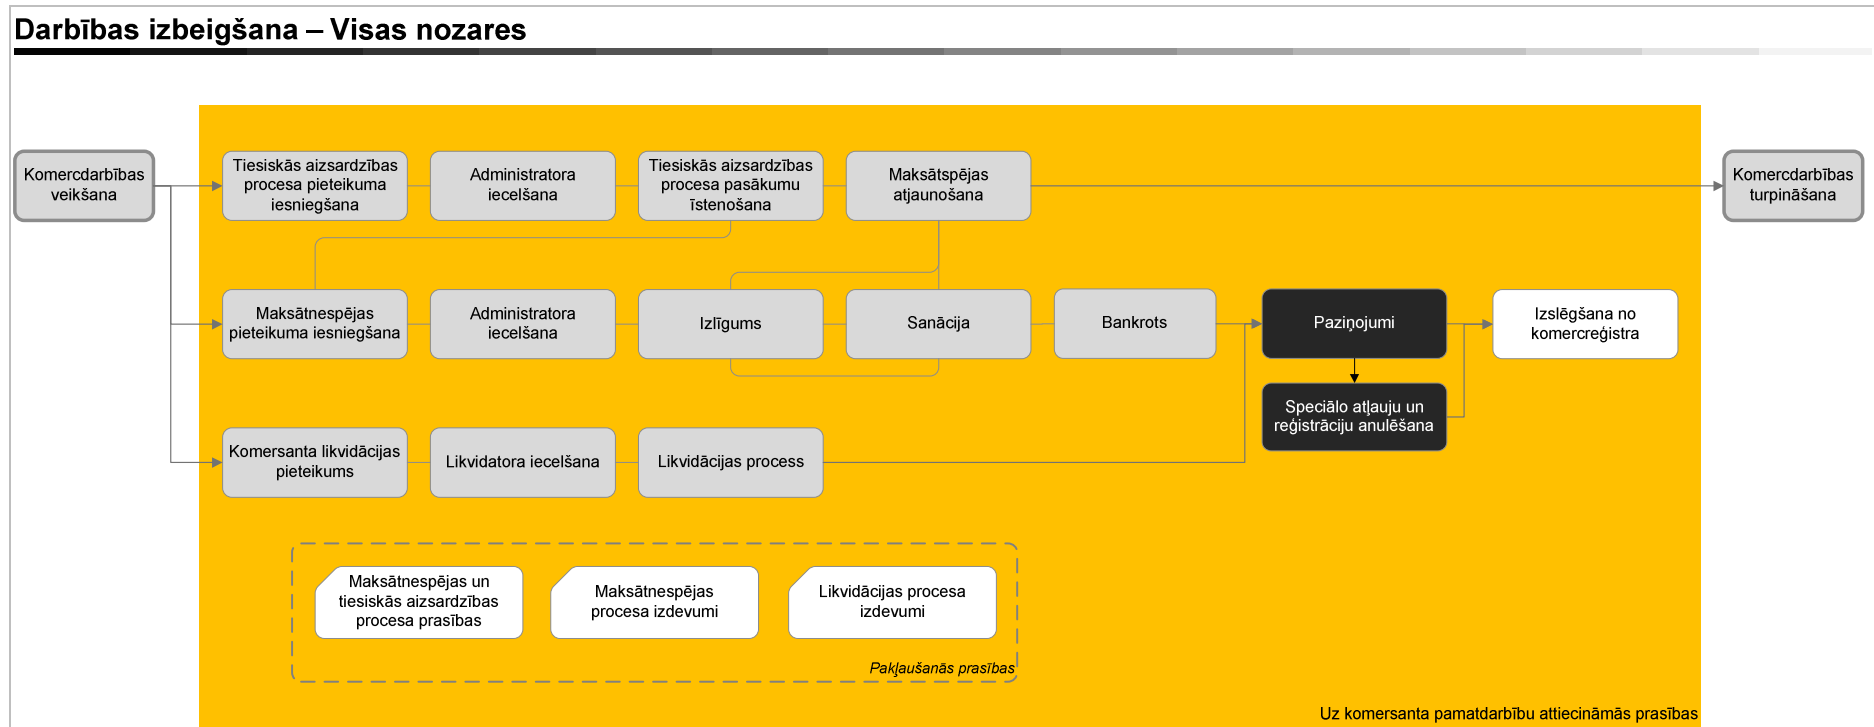 Darbības izbeigšana – Visas nozares
Komercdarbības
veikšana
Tiesiskās aizsardzības
procesa pieteikuma
iesniegšana
Administratora
iecelšana
Tiesiskās aizsardzības
procesa pasākumu
īstenošana
Maksātspējas
atjaunošana
Komercdarbības
turpināšana
Maksātnespējas
pieteikuma iesniegšana
Administratora
iecelšana
Izlīgums
Sanācija
Bankrots
Paziņojumi
Izslēgšana no
komercreģistra
Speciālo atļauju un
reģistrāciju anulēšana
Komersanta likvidācijas
pieteikums
Likvidatora iecelšana
Likvidācijas process
Maksātnespējas un
tiesiskās aizsardzības
procesa prasības
Maksātnespējas
procesa izdevumi
Likvidācijas procesa
izdevumi
Pakļaušanās prasības
Uz komersanta pamatdarbību attiecināmās prasības